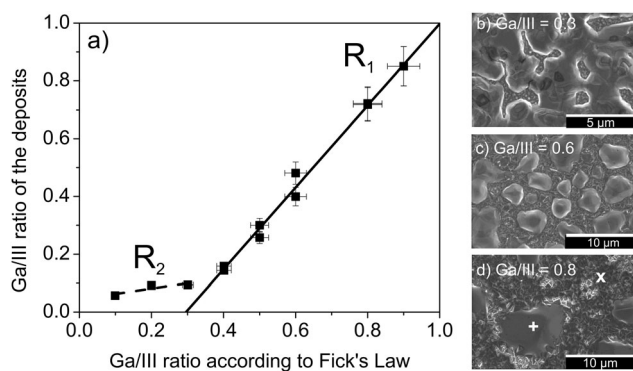 a)
R₁
R₂
Ga/III ratio of the deposits
1.0
0.8
0.6
0.4
0.2
0.0
0.0 0.2 0.4 0.6 0.8 1.0
Ga/III ratio according to Fick's Law
b) Ga/III = 0.3
5 µm
c) Ga/III = 0.6
10 µm
d) Ga/III = 0.8
x
+
10 µm